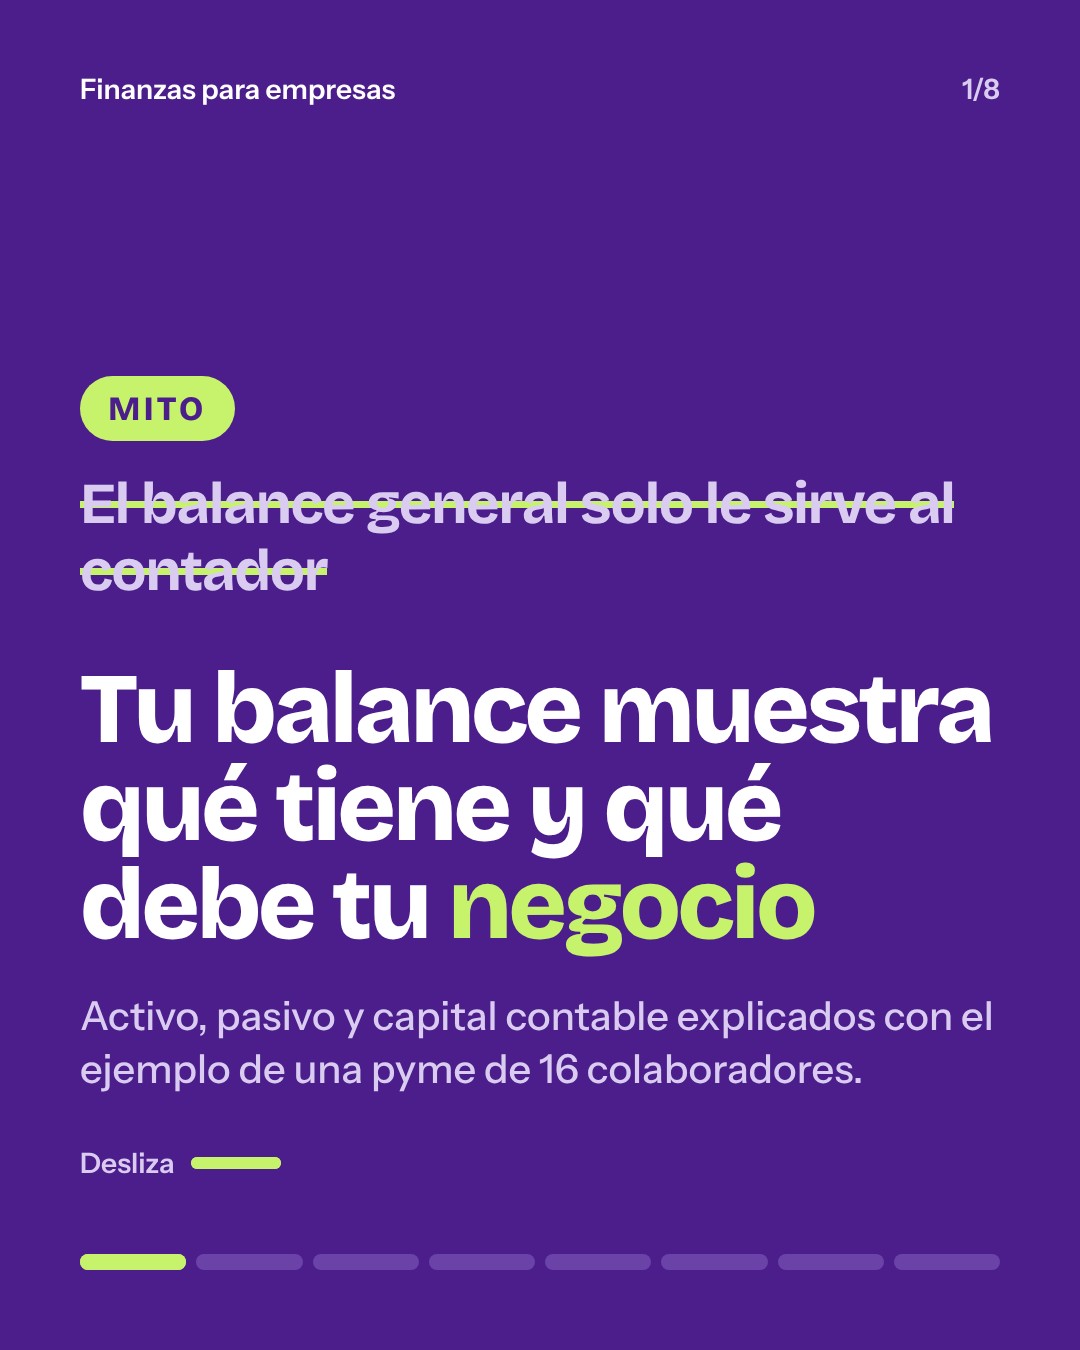 Finanzas para empresas
1/8
MITO
El balance general solo le sirve al
contador
Tu balance muestra
qué tiene y qué
debe tu negocio
Activo, pasivo y capital contable explicados con el
ejemplo de una pyme de 16 colaboradores.
Desliza